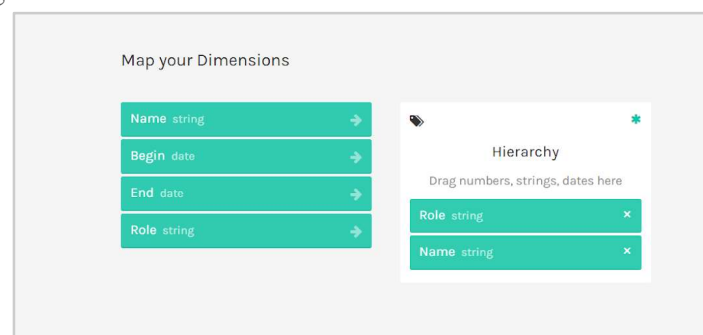 Map your Dimensions
Name string
Begin date
End date
Role string
Hierarchy
Drag numbers, strings, dates here
Role string
Name string